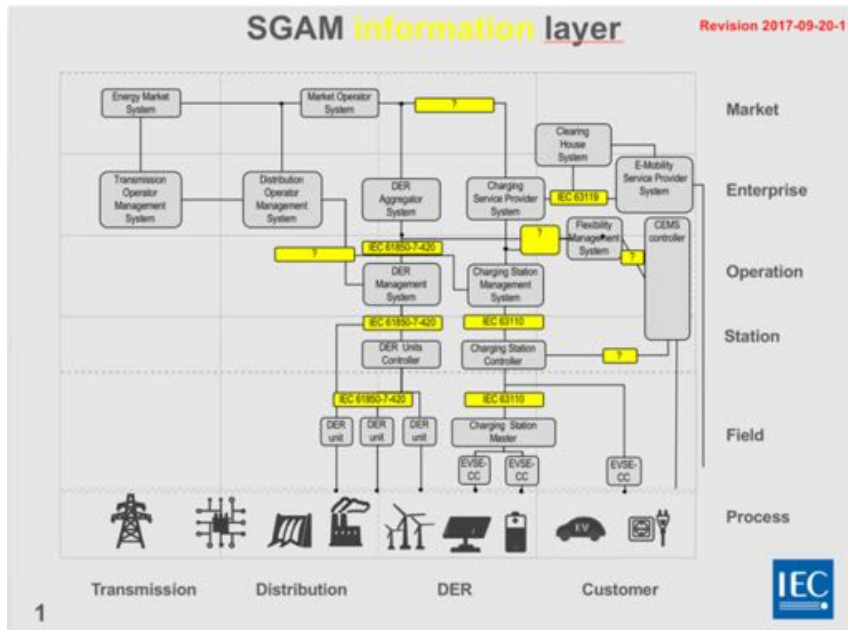 SGAM information layer
Revision 2017-09-20-1
Energy Market
System
Market Operator
System
?
Market
Clearing
House
System
Transmission
Operator
Management
System
Distribution
Operator
Management
System
DER
Aggregator
System
Charging
Service Provider
System
IEC 63119
E-Mobility
Service Provider
System
Enterprise
?
IEC 61850-7-420
?
Flexibility
Management
System
?
CEMS
controller
DER
Management
System
Charging Station
Management
System
Operation
IEC 61850-7-420
IEC 63110
DER Units
Controller
Charging Station
Controller
?
Station
IEC 61850-7-420
IEC 63110
DER
unit
DER
unit
DER
unit
Charging Station
Master
Field
EVSE-
CC
EVSE-
CC
EVSE-
CC
EV
Process
Transmission
Distribution
DER
Customer
IEC
1